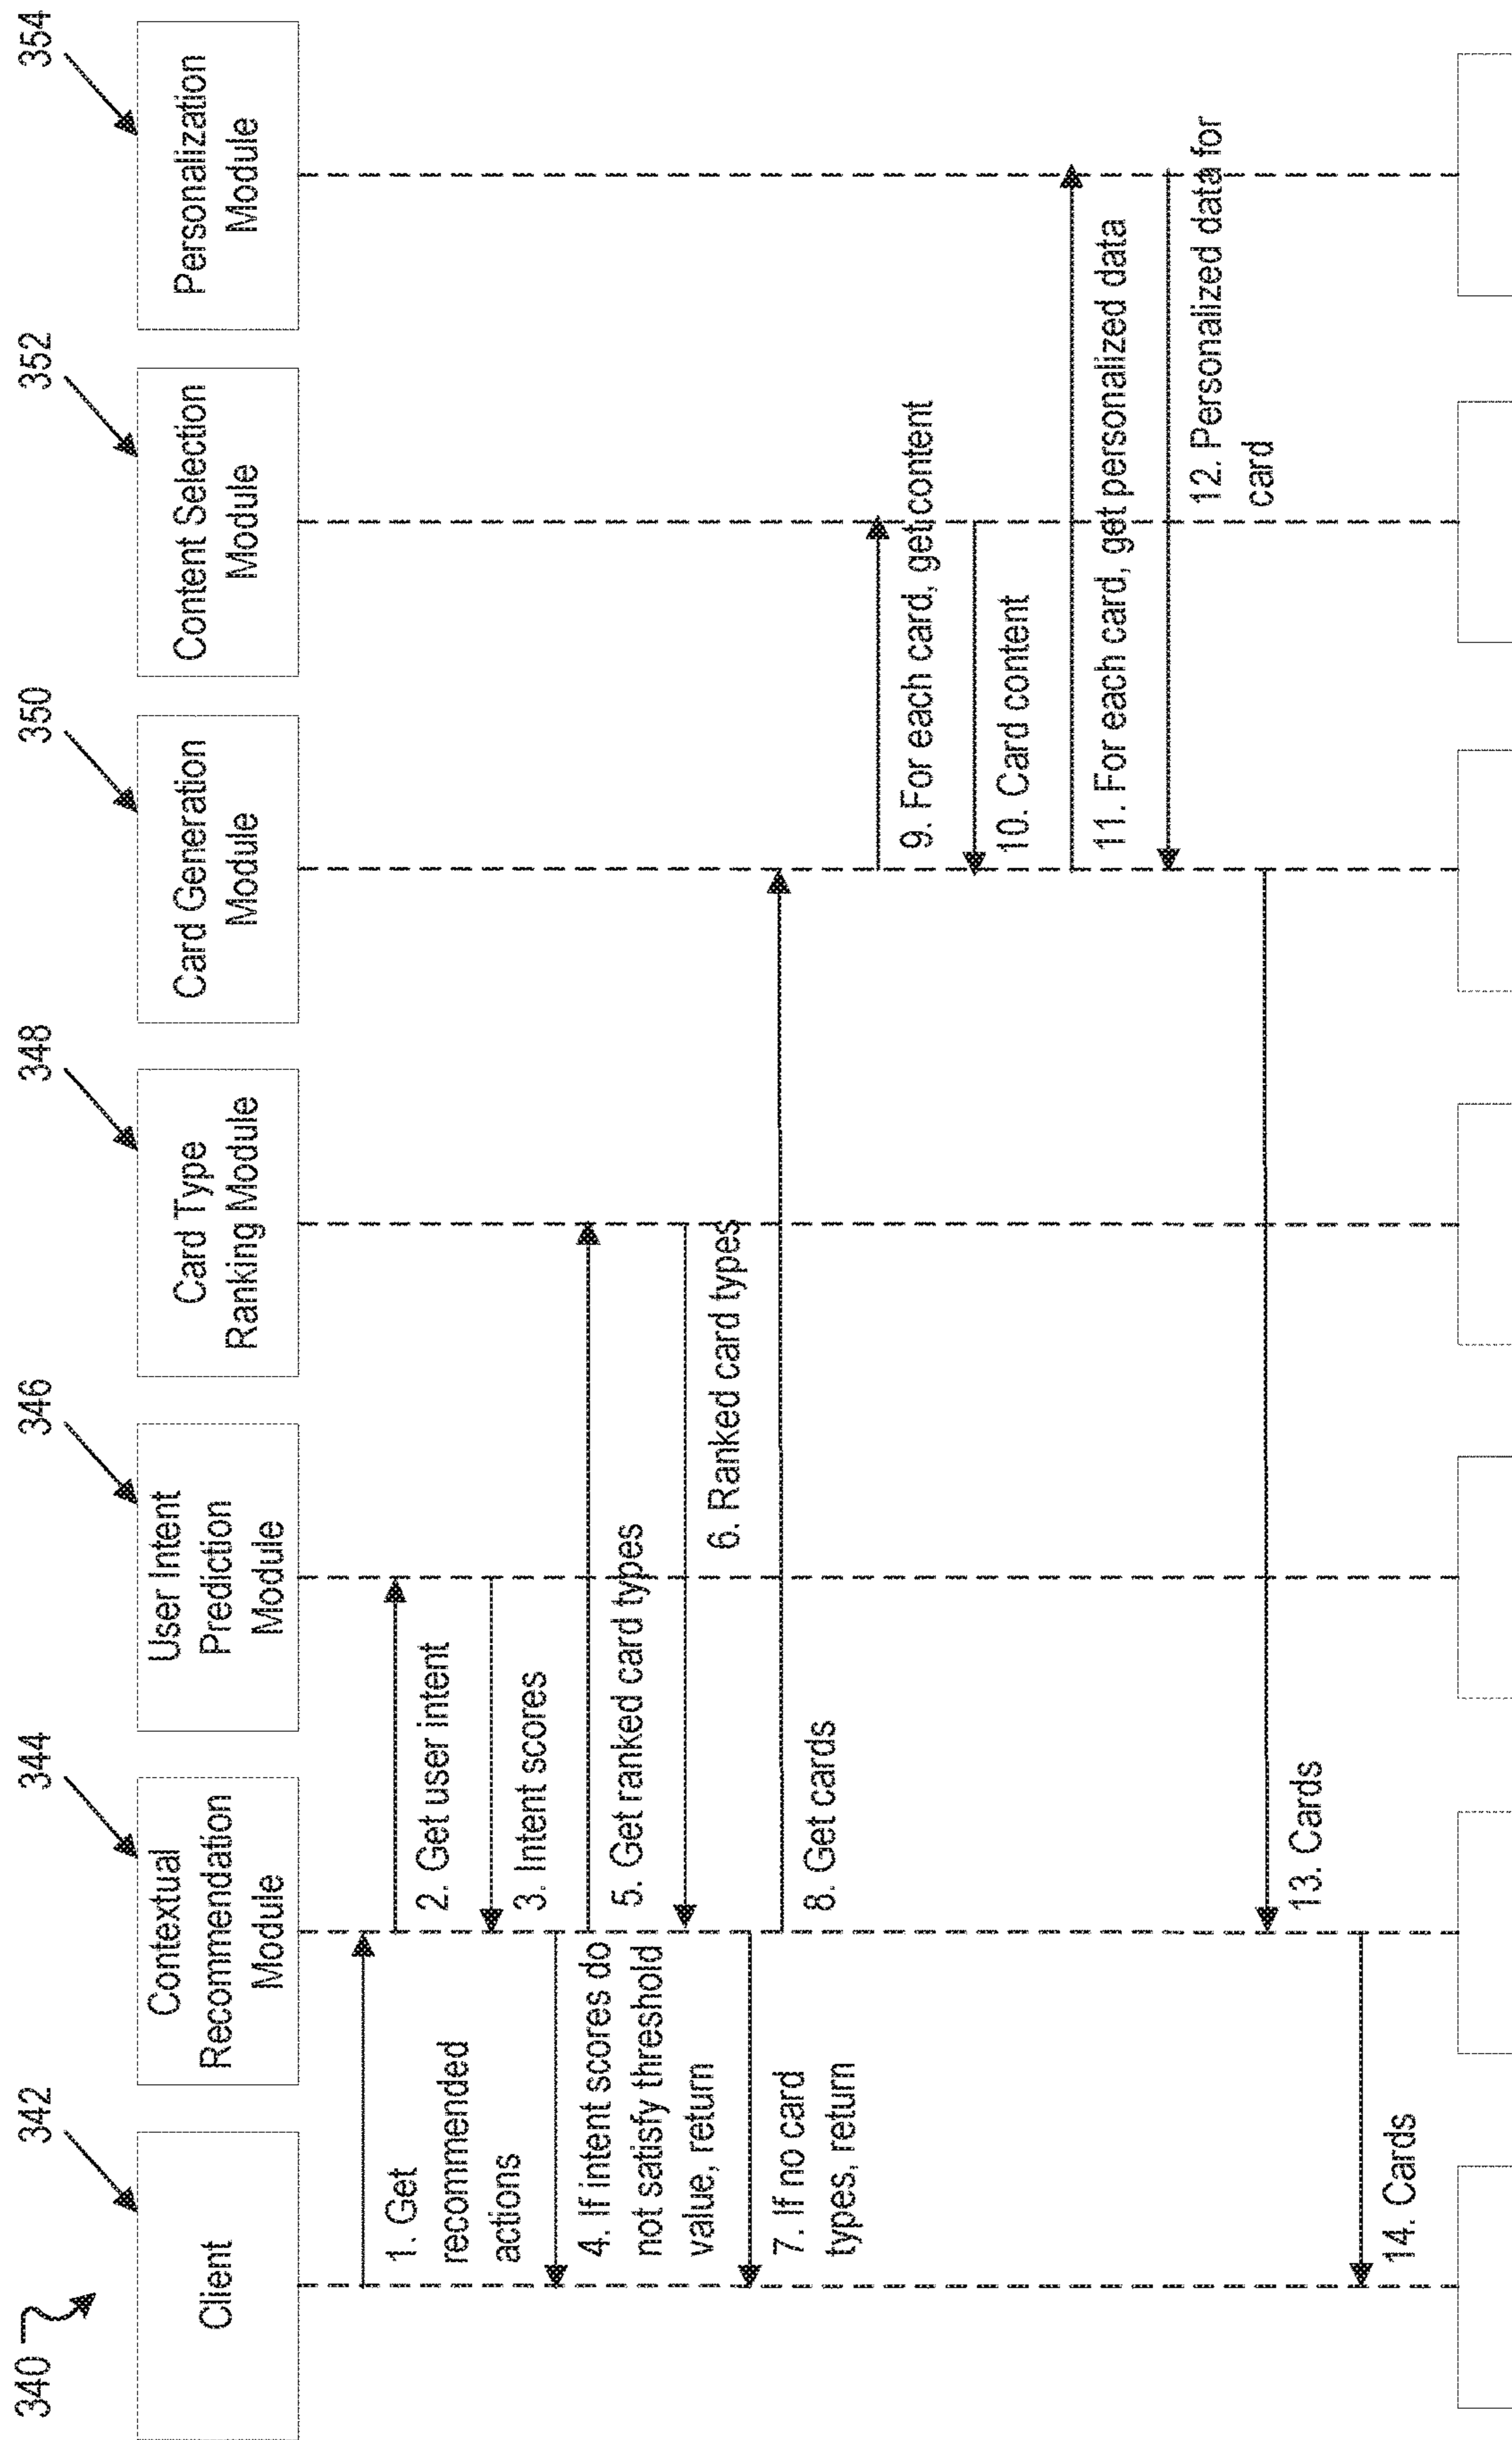 340
342
344
346
348
350
352
354
Client
Contextual
Recommendation
Module
User Intent
Prediction
Module
Card Type
Ranking Module
Card Generation
Module
Content Selection
Module
Personalization
Module
1. Get
recommended
actions
2. Get user intent
3. Intent scores
4. If intent scores do
not satisfy threshold
value, return
5. Get ranked card types
6. Ranked card types
7. If no card
types, return
8. Get cards
9. For each card, get content
10. Card content
11. For each card, get personalized data
12. Personalized data for
card
13. Cards
14. Cards